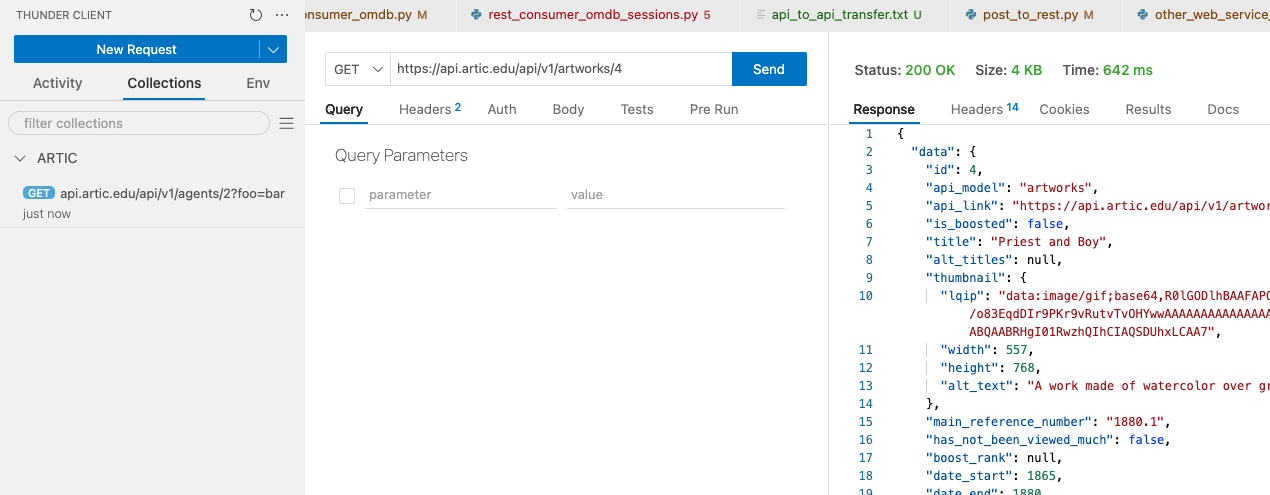 THUNDER CLIENT
New Request
Activity Collections Env
filter collections
ARTIC
GET api.artic.edu/api/v1/agents/2?foo=bar
just now
onsumer_omdb.py M rest_consumer_omdb_sessions.py 5 api_to_api_transfer.txt U post_to_rest.py M other_web_service_
GET https://api.artic.edu/api/v1/artworks/4 Send
Query Headers 2 Auth Body Tests Pre Run
Query Parameters
parameter value
Status: 200 OK Size: 4 KB Time: 642 ms
Response Headers 14 Cookies Results Docs
1 {
2 "data": {
3 "id": 4,
4 "api_model": "artworks",
5 "api_link": "https://api.artic.edu/api/v1/artwor
6 "is_boosted": false,
7 "title": "Priest and Boy",
8 "alt_titles": null,
9 "thumbnail": {
10 "lqip": "data:image/gif;base64,R0lGODlhBAAFAPQ
/o83EqdDIr9PKr9vRutvTvOHYwwAAAAAAAAAAAAAAA
ABQAABRHgI01RwzhQIhCIAQSDUhxLCAA7",
11 "width": 557,
12 "height": 768,
13 "alt_text": "A work made of watercolor over gr
14 },
15 "main_reference_number": "1880.1",
16 "has_not_been_viewed_much": false,
17 "boost_rank": null,
18 "date_start": 1865,
19 "date_end": 1880